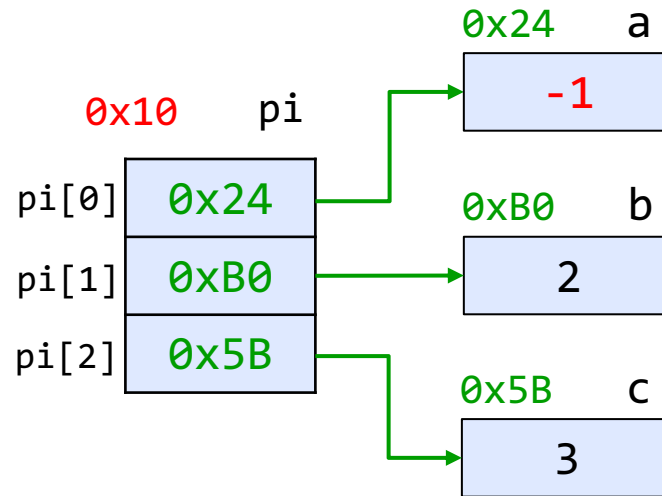 0x24 a
-1
0x10 pi
pi[0] 0x24
0xB0 b
pi[1] 0xB0
2
pi[2] 0x5B
0x5B c
3